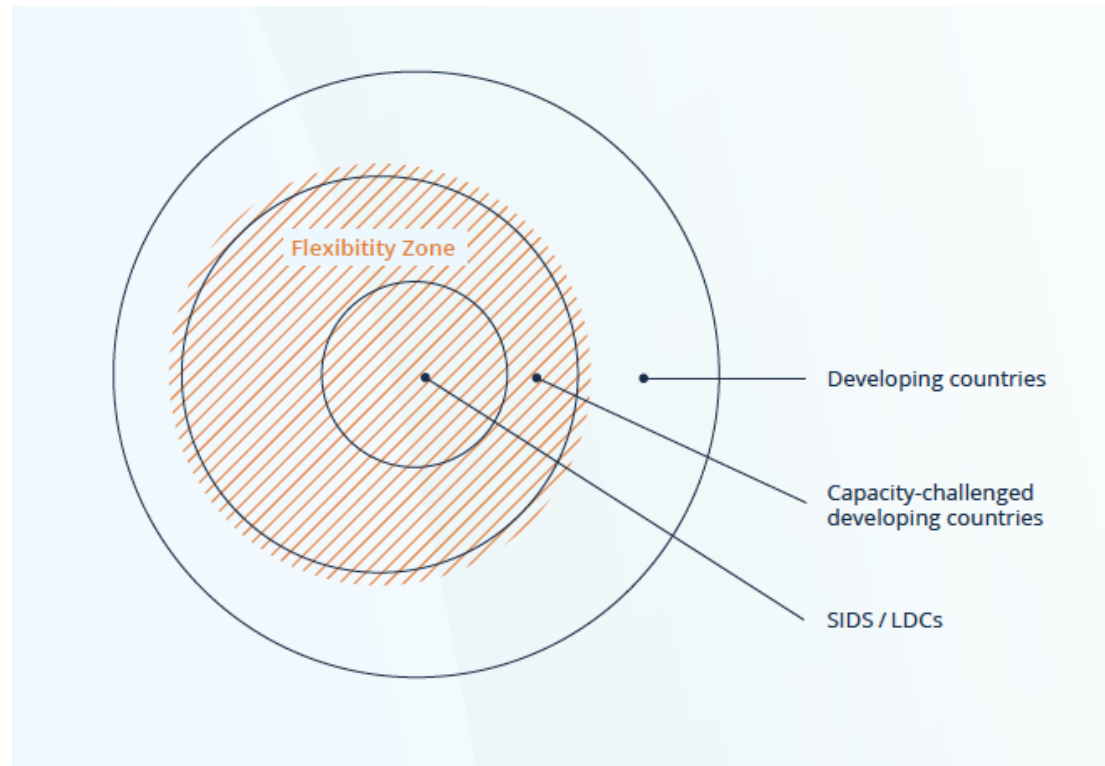 Flexibitity Zone
Developing countries
Capacity-challenged
developing countries
SIDS / LDCs